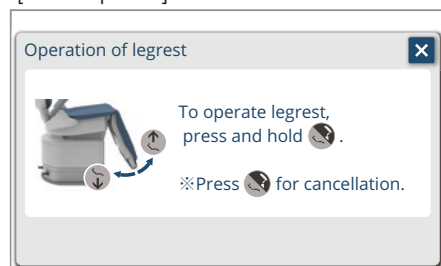 Operation of legrest
To operate legrest,
press and hold .
※Press for cancellation.